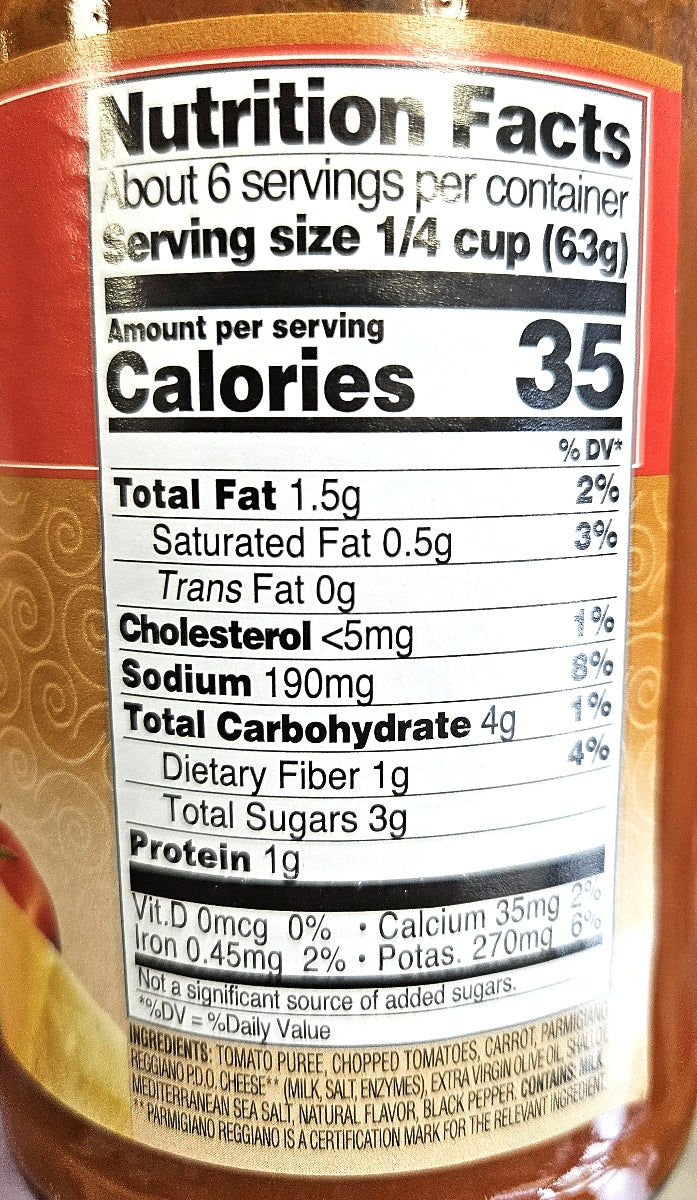 Nutrition Facts
About 6 servings per container
Serving size 1/4 cup (63g)
Amount per serving
Calories 35
% DV*
Total Fat 1.5g 2%
Saturated Fat 0.5g 3%
Trans Fat 0g
Cholesterol <5mg 1%
Sodium 190mg 8%
Total Carbohydrate 4g 1%
Dietary Fiber 1g 4%
Total Sugars 3g
Protein 1g
Vit.D 0mcg 0% • Calcium 35mg 2%
Iron 0.45mg 2% • Potas. 270mg 6%
Not a significant source of added sugars.
*%DV = %Daily Value
INGREDIENTS: TOMATO PUREE, CHOPPED TOMATOES, CARROT, PARMIGIANO
REGGIANO P.D.O. CHEESE** (MILK, SALT, ENZYMES), EXTRA VIRGIN OLIVE OIL,
MEDITERRANEAN SEA SALT, NATURAL FLAVOR, BLACK PEPPER. CONTAINS: MILK.
**PARMIGIANO REGGIANO IS A CERTIFICATION MARK FOR THE RELEVANT INGREDIENT.